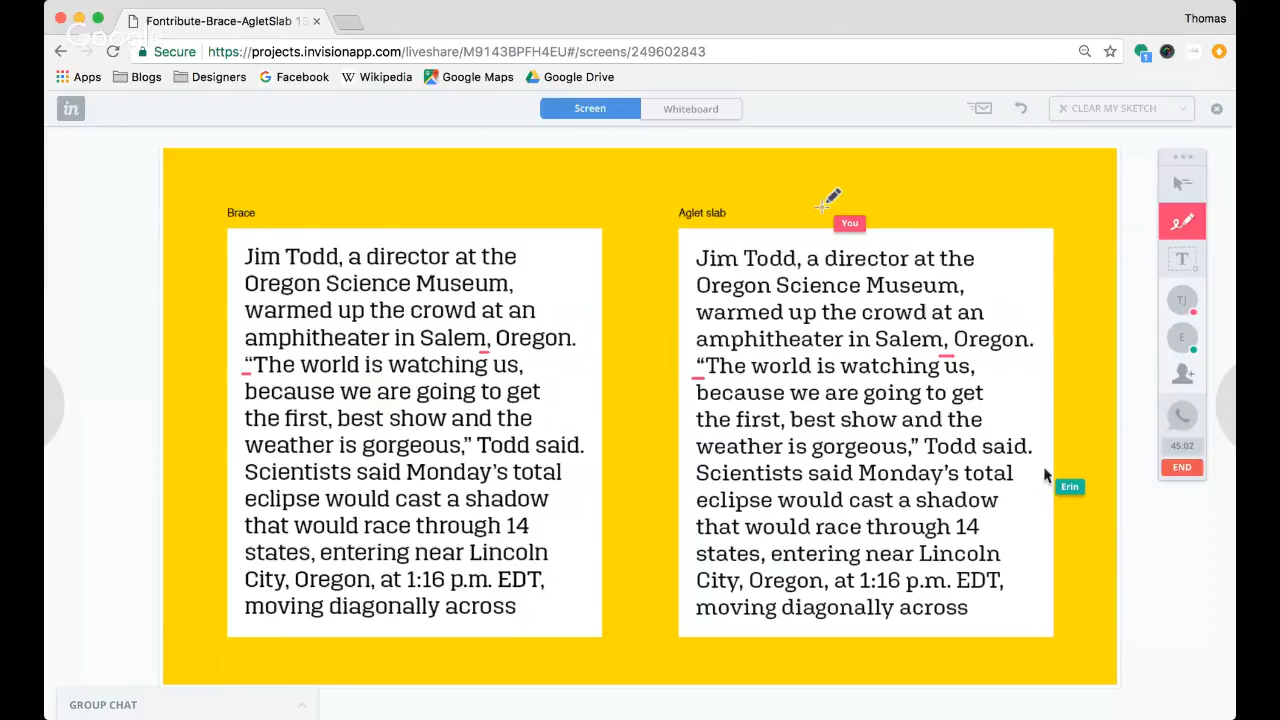 Fontribute-Brace-AgletSlab
Thomas
Google
Secure
https://projects.invisionapp.com/liveshare/M9143BPFH4EU#/screens/249602843
Apps
Blogs
Designers
Facebook
Wikipedia
Google Maps
Google Drive
in
Screen
Whiteboard
CLEAR MY SKETCH
Brace
Jim Todd, a director at the
Oregon Science Museum,
warmed up the crowd at an
amphitheater in Salem, Oregon.
“The world is watching us,
because we are going to get
the first, best show and the
weather is gorgeous,” Todd said.
Scientists said Monday’s total
eclipse would cast a shadow
that would race through 14
states, entering near Lincoln
City, Oregon, at 1:16 p.m. EDT,
moving diagonally across
Aglet slab
You
Jim Todd, a director at the
Oregon Science Museum,
warmed up the crowd at an
amphitheater in Salem, Oregon.
“The world is watching us,
because we are going to get
the first, best show and the
weather is gorgeous,” Todd said.
Scientists said Monday’s total
eclipse would cast a shadow
that would race through 14
states, entering near Lincoln
City, Oregon, at 1:16 p.m. EDT,
moving diagonally across
Erin
T
TJ
E
1
45:02
END
GROUP CHAT